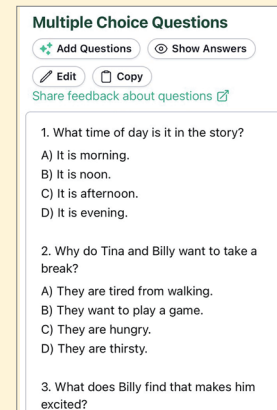 Multiple Choice Questions
Add Questions
Show Answers
Edit
Copy
Share feedback about questions
1. What time of day is it in the story?
A) It is morning.
B) It is noon.
C) It is afternoon.
D) It is evening.
2. Why do Tina and Billy want to take a
break?
A) They are tired from walking.
B) They want to play a game.
C) They are hungry.
D) They are thirsty.
3. What does Billy find that makes him
excited?